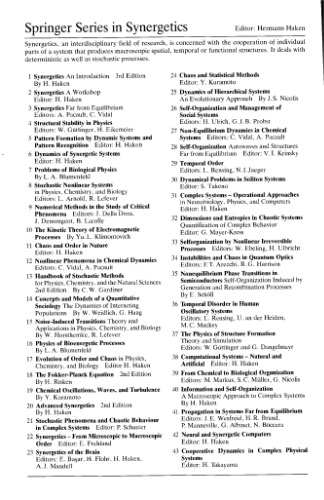 Springer Series in Synergetics
Editor: Hermann Haken
Synergetics, an interdisciplinary field of research, is concerned with the cooperation of individual
parts of a system that produces macroscopic spatial, temporal or functional structures. It deals with
deterministic as well as stochastic processes.
1 Synergetics An Introduction 3rd Edition
By H. Haken
2 Synergetics A Workshop
Editor: H. Haken
3 Synergetics Far from Equilibrium
Editors: A. Pacault, C. Vidal
4 Structural Stability in Physics
Editors: W. Güttinger, H. Eikemeier
5 Pattern Formation by Dynamic Systems and
Pattern Recognition Editor: H. Haken
6 Dynamics of Synergetic Systems
Editor: H. Haken
7 Problems of Biological Physics
By L. A. Blumenfeld
8 Stochastic Nonlinear Systems
in Physics, Chemistry, and Biology
Editors: L. Arnold, R. Lefever
9 Numerical Methods in the Study of Critical
Phenomena Editors: J. Della Dora,
J. Demongeot, B. Lacolle
10 The Kinetic Theory of Electromagnetic
Processes By Yu. L. Klimontovich
11 Chaos and Order in Nature
Editor: H. Haken
12 Nonlinear Phenomena in Chemical Dynamics
Editors: C. Vidal, A. Pacault
13 Handbook of Stochastic Methods
for Physics, Chemistry, and the Natural Sciences
2nd Edition By C. W. Gardiner
14 Concepts and Models of a Quantitative
Sociology The Dynamics of Interacting
Populations By W. Weidlich, G. Haag
15 Noise-Induced Transitions Theory and
Applications in Physics, Chemistry, and Biology
By W. Horsthemke, R. Lefever
16 Physics of Bioenergetic Processes
By L. A. Blumenfeld
17 Evolution of Order and Chaos in Physics,
Chemistry, and Biology Editor: H. Haken
18 The Fokker-Planck Equation 2nd Edition
By H. Risken
19 Chemical Oscillations, Waves, and Turbulence
By Y. Kuramoto
20 Advanced Synergetics 2nd Edition
By H. Haken
21 Stochastic Phenomena and Chaotic Behaviour
in Complex Systems Editor: P. Schuster
22 Synergetics – From Microscopic to Macroscopic
Order Editor: E. Frehland
23 Synergetics of the Brain
Editors: E. Başar, H. Flohr, H. Haken,
A. J. Mandell
24 Chaos and Statistical Methods
Editor: Y. Kuramoto
25 Dynamics of Hierarchical Systems
An Evolutionary Approach By J. S. Nicolis
26 Self-Organization and Management of
Social Systems
Editors: H. Ulrich, G. J. B. Probst
27 Non-Equilibrium Dynamics in Chemical
Systems Editors: C. Vidal, A. Pacault
28 Self-Organization Autowaves and Structures
Far from Equilibrium Editor: V. I. Krinsky
29 Temporal Order
Editors: L. Rensing, N. I. Jaeger
30 Dynamical Problems in Soliton Systems
Editor: S. Takeno
31 Complex Systems – Operational Approaches
in Neurobiology, Physics, and Computers
Editor: H. Haken
32 Dimensions and Entropies in Chaotic Systems
Quantification of Complex Behavior
Editor: G. Mayer-Kress
33 Selforganization by Nonlinear Irreversible
Processes Editors: W. Ebeling, H. Ulbricht
34 Instabilities and Chaos in Quantum Optics
Editors: F. T. Arecchi, R. G. Harrison
35 Nonequilibrium Phase Transitions in
Semiconductors Self-Organization Induced by
Generation and Recombination Processes
By E. Schöll
36 Temporal Disorder in Human
Oscillatory Systems
Editors: L. Rensing, U. an der Heiden,
M. C. Mackey
37 The Physics of Structure Formation
Theory and Simulation
Editors: W. Güttinger, G. Dangelmayr
38 Computational Systems – Natural and
Artificial Editor: H. Haken
39 From Chemical to Biological Organization
Editors: M. Markus, S. C. Müller, G. Nicolis
40 Information and Self-Organization
A Macroscopic Approach to Complex Systems
By H. Haken
41 Propagation in Systems Far from Equilibrium
Editors: J. E. Wesfreid, H. R. Brand,
P. Manneville, G. Albinet, N. Boccara
42 Neural and Synergetic Computers
Editor: H. Haken
43 Cooperative Dynamics in Complex Physical
Systems
Editor: H. Takayama